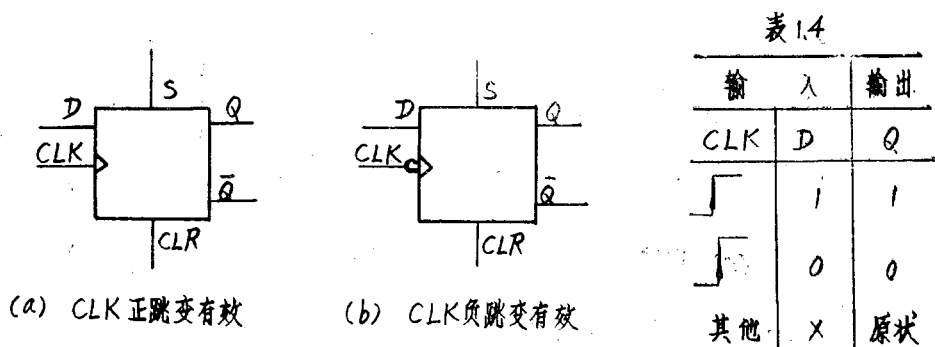 S
D
Q
CLK
Q̄
CLR
(a) CLK正跳变有效
S
D
Q
CLK
Q̄
CLR
(b) CLK负跳变有效
表1.4
输 入 输出
CLK D Q
1 1
0 0
其他 X 原状